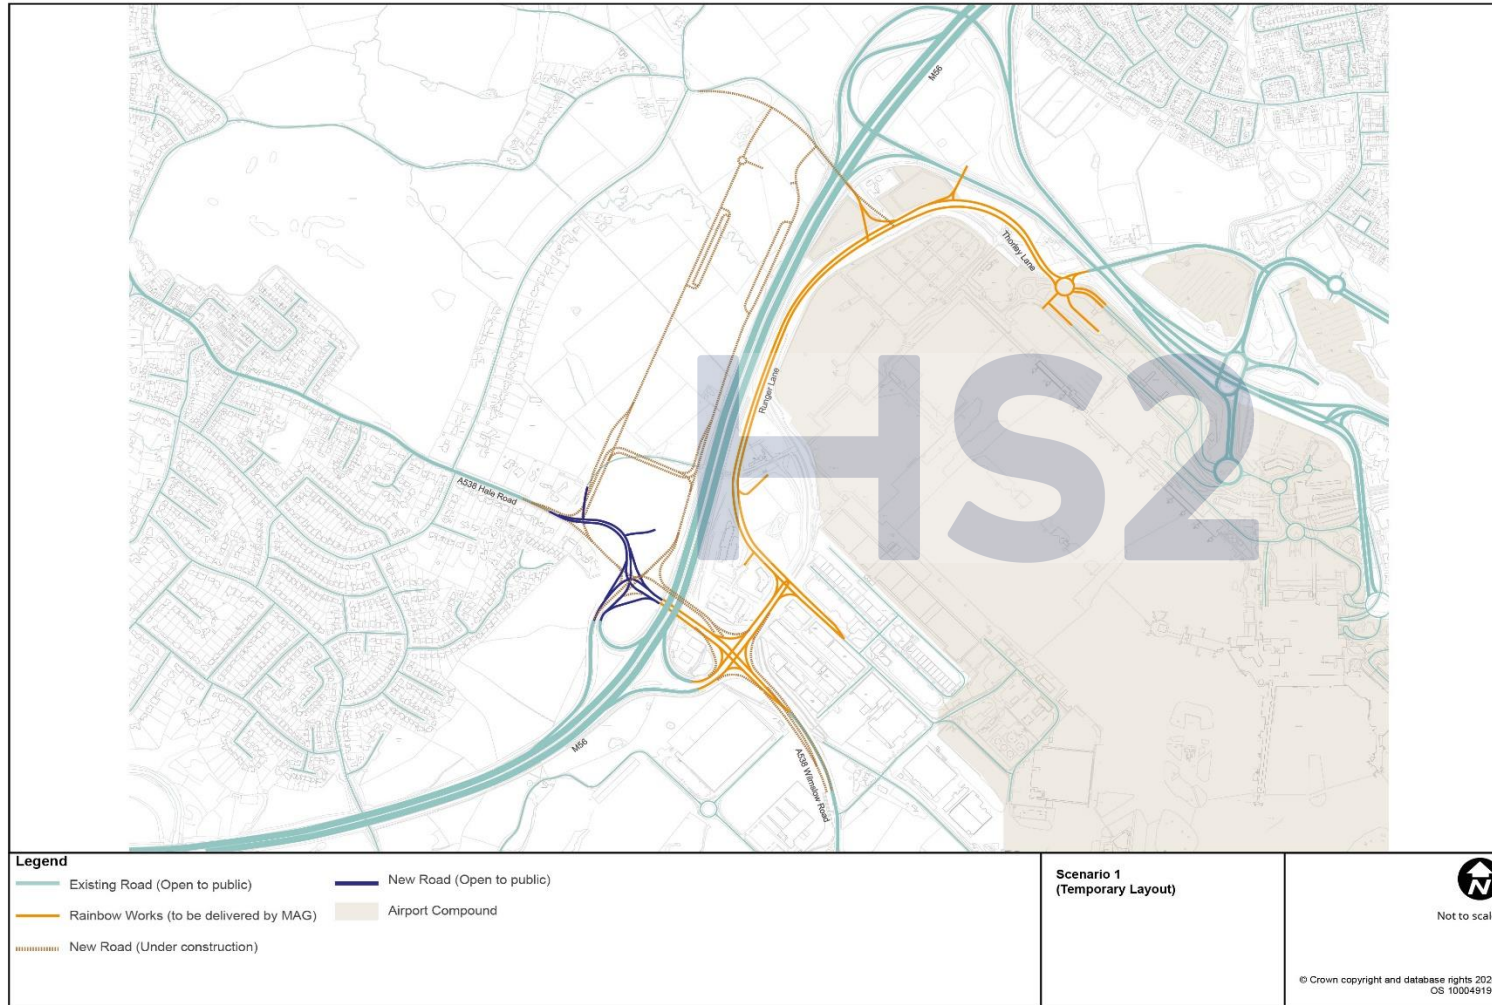 M56
Thorley Lane
Runger Lane
HS2
A538 Hale Road
M56
A538 Wilmslow Road
Legend
Existing Road (Open to public)
New Road (Open to public)
Rainbow Works (to be delivered by MAG)
Airport Compound
New Road (Under construction)
Scenario 1
(Temporary Layout)
N
Not to scal
© Crown copyright and database rights 202
OS 10004919